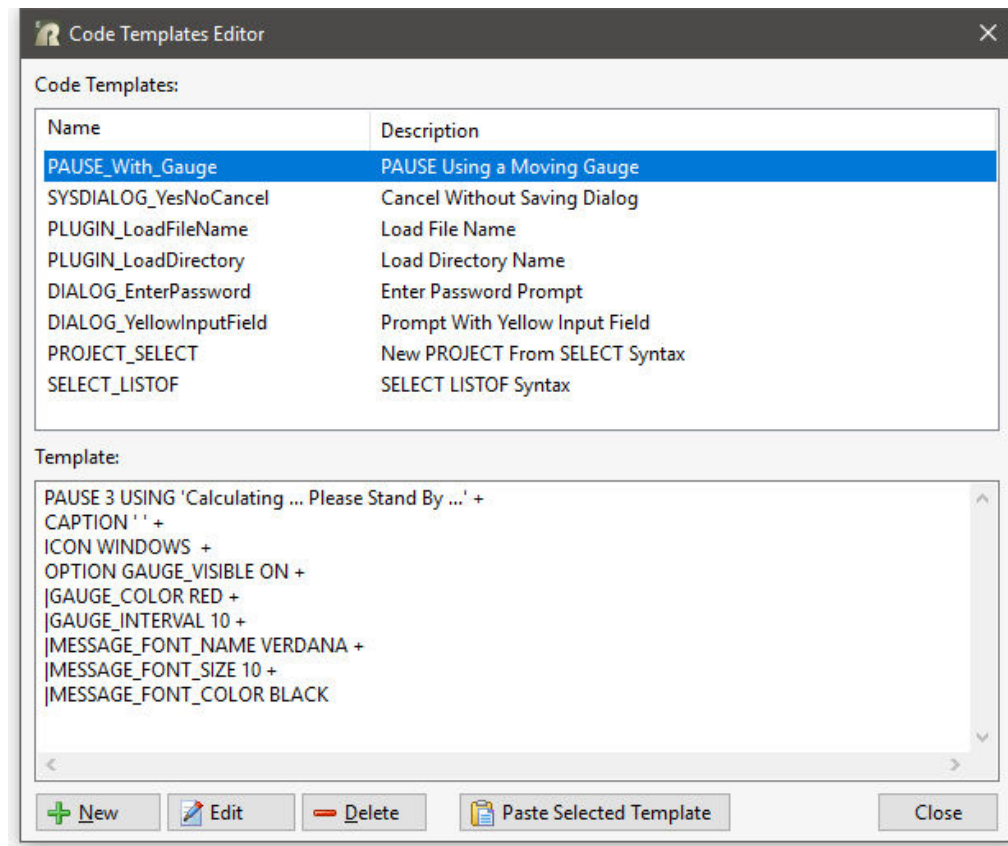 Code Templates Editor
Code Templates:
Name Description
PAUSE_With_Gauge PAUSE Using a Moving Gauge
SYSDIALOG_YesNoCancel Cancel Without Saving Dialog
PLUGIN_LoadFileName Load File Name
PLUGIN_LoadDirectory Load Directory Name
DIALOG_EnterPassword Enter Password Prompt
DIALOG_YellowInputField Prompt With Yellow Input Field
PROJECT_SELECT New PROJECT From SELECT Syntax
SELECT_LISTOF SELECT LISTOF Syntax
Template:
PAUSE 3 USING 'Calculating ... Please Stand By ...' +
CAPTION ' ' +
ICON WINDOWS +
OPTION GAUGE_VISIBLE ON +
|GAUGE_COLOR RED +
|GAUGE_INTERVAL 10 +
|MESSAGE_FONT_NAME VERDANA +
|MESSAGE_FONT_SIZE 10 +
|MESSAGE_FONT_COLOR BLACK
New Edit Delete Paste Selected Template Close